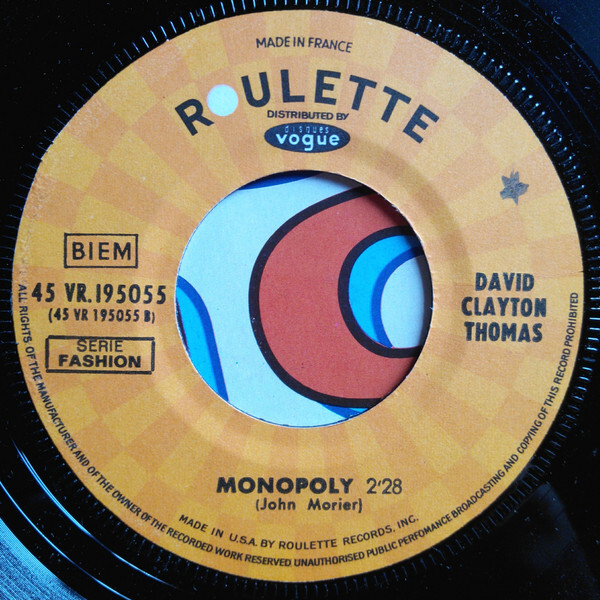 MADE IN FRANCE
ROULETTE
DISTRIBUTED BY
disques
vogue
BIEM
45 VR.195055
(45 VR 195055 B)
SERIE
FASHION
DAVID
CLAYTON
THOMAS
MONOPOLY 2'28
(John Morier)
MADE IN U.S.A. BY ROULETTE RECORDS, INC.
ALL RIGHTS OF THE MANUFACTURER AND OF THE OWNER OF THE RECORDED WORK RESERVED UNAUTHORISED PUBLIC PERFOMANCE BROADCASTING AND COPYING OF THIS RECORD PROHIBITED